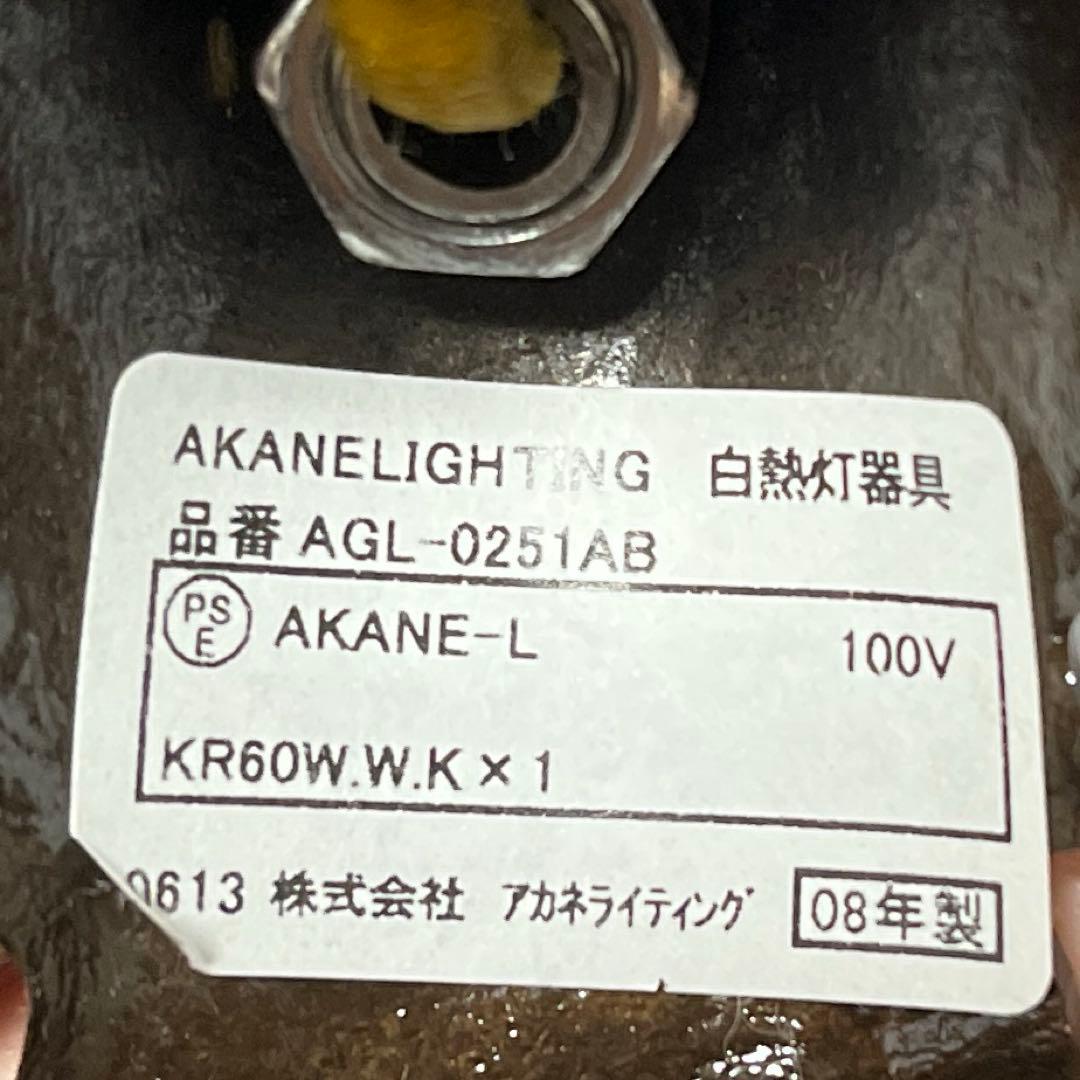 AKANELIGHTING 白熱灯器具
品番 AGL-0251AB
PSE AKANE-L 100V
KR60W.W.K × 1
0613 株式会社 アカネライティング 08年製